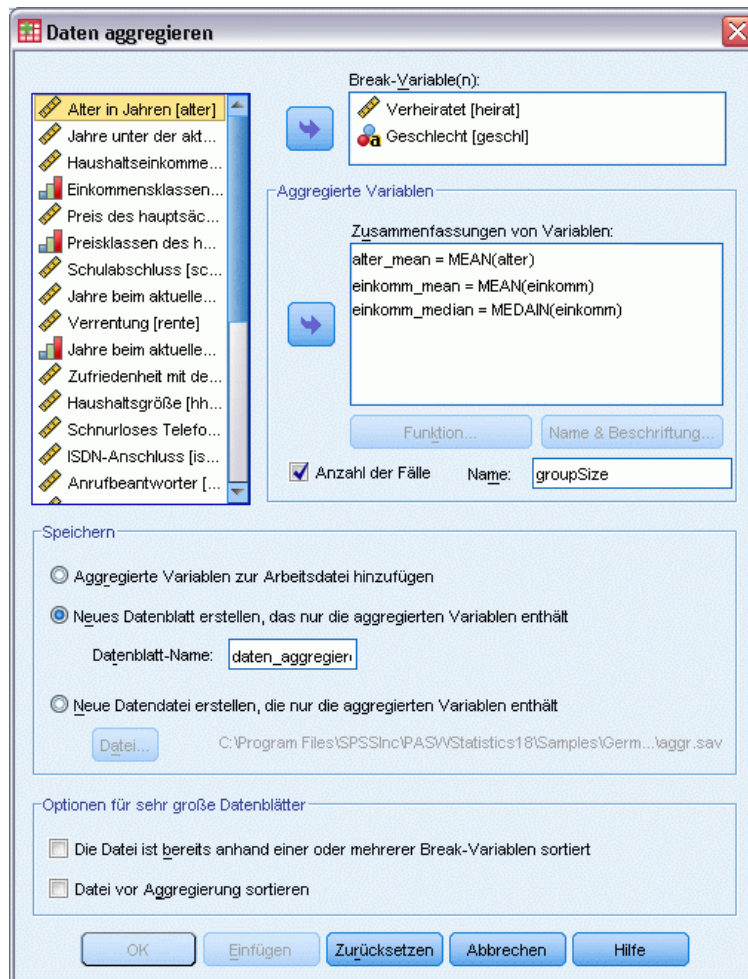 Daten aggregieren
Break-Variable(n):
Alter in Jahren [alter]
Jahre unter der akt...
Haushaltseinkomme...
Einkommensklassen...
Preis des hauptsäc...
Preisklassen des h...
Schulabschluss [sc...
Jahre beim aktuelle...
Verrentung [rente]
Jahre beim aktuelle...
Zufriedenheit mit de...
Haushaltsgröße [hh...
Schnurloses Telefo...
ISDN-Anschluss [is...
Anrufbeantworter [...
Verheiratet [heirat]
Geschlecht [geschl]
Aggregierte Variablen
Zusammenfassungen von Variablen:
alter_mean = MEAN(alter)
einkomm_mean = MEAN(einkomm)
einkomm_median = MEDAIN(einkomm)
Funktion...
Name & Beschriftung...
Anzahl der Fälle
Name:
groupSize
Speichern
Aggregierte Variablen zur Arbeitsdatei hinzufügen
Neues Datenblatt erstellen, das nur die aggregierten Variablen enthält
Datenblatt-Name:
daten_aggregier
Neue Datendatei erstellen, die nur die aggregierten Variablen enthält
Datei...
C:\Program Files\SPSSInc\PASWStatistics18\Samples\Germ...\aggr.sav
Optionen für sehr große Datenblätter
Die Datei ist bereits anhand einer oder mehrerer Break-Variablen sortiert
Datei vor Aggregierung sortieren
OK
Einfügen
Zurücksetzen
Abbrechen
Hilfe